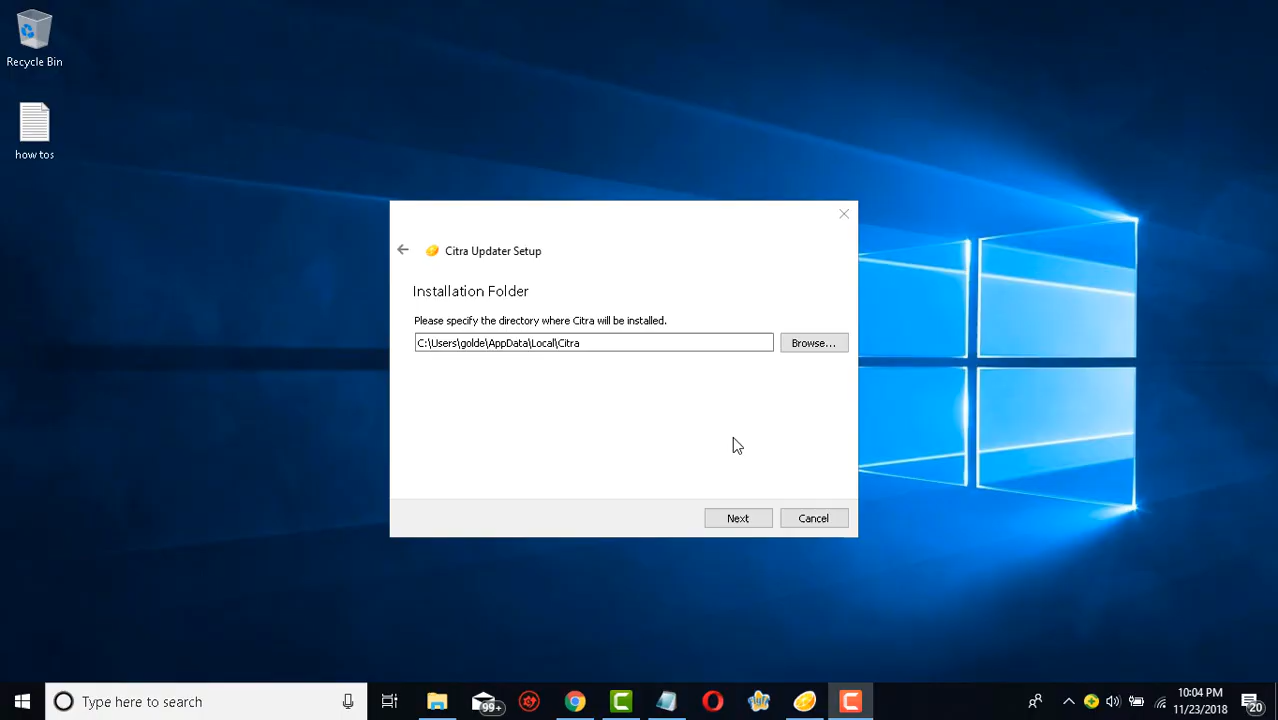 Recycle Bin
how tos
Citra Updater Setup
Installation Folder
Please specify the directory where Citra will be installed.
C:\Users\golde\AppData\Local\Citra
Browse...
Next
Cancel
Type here to search
99+
10:04 PM
11/23/2018
20